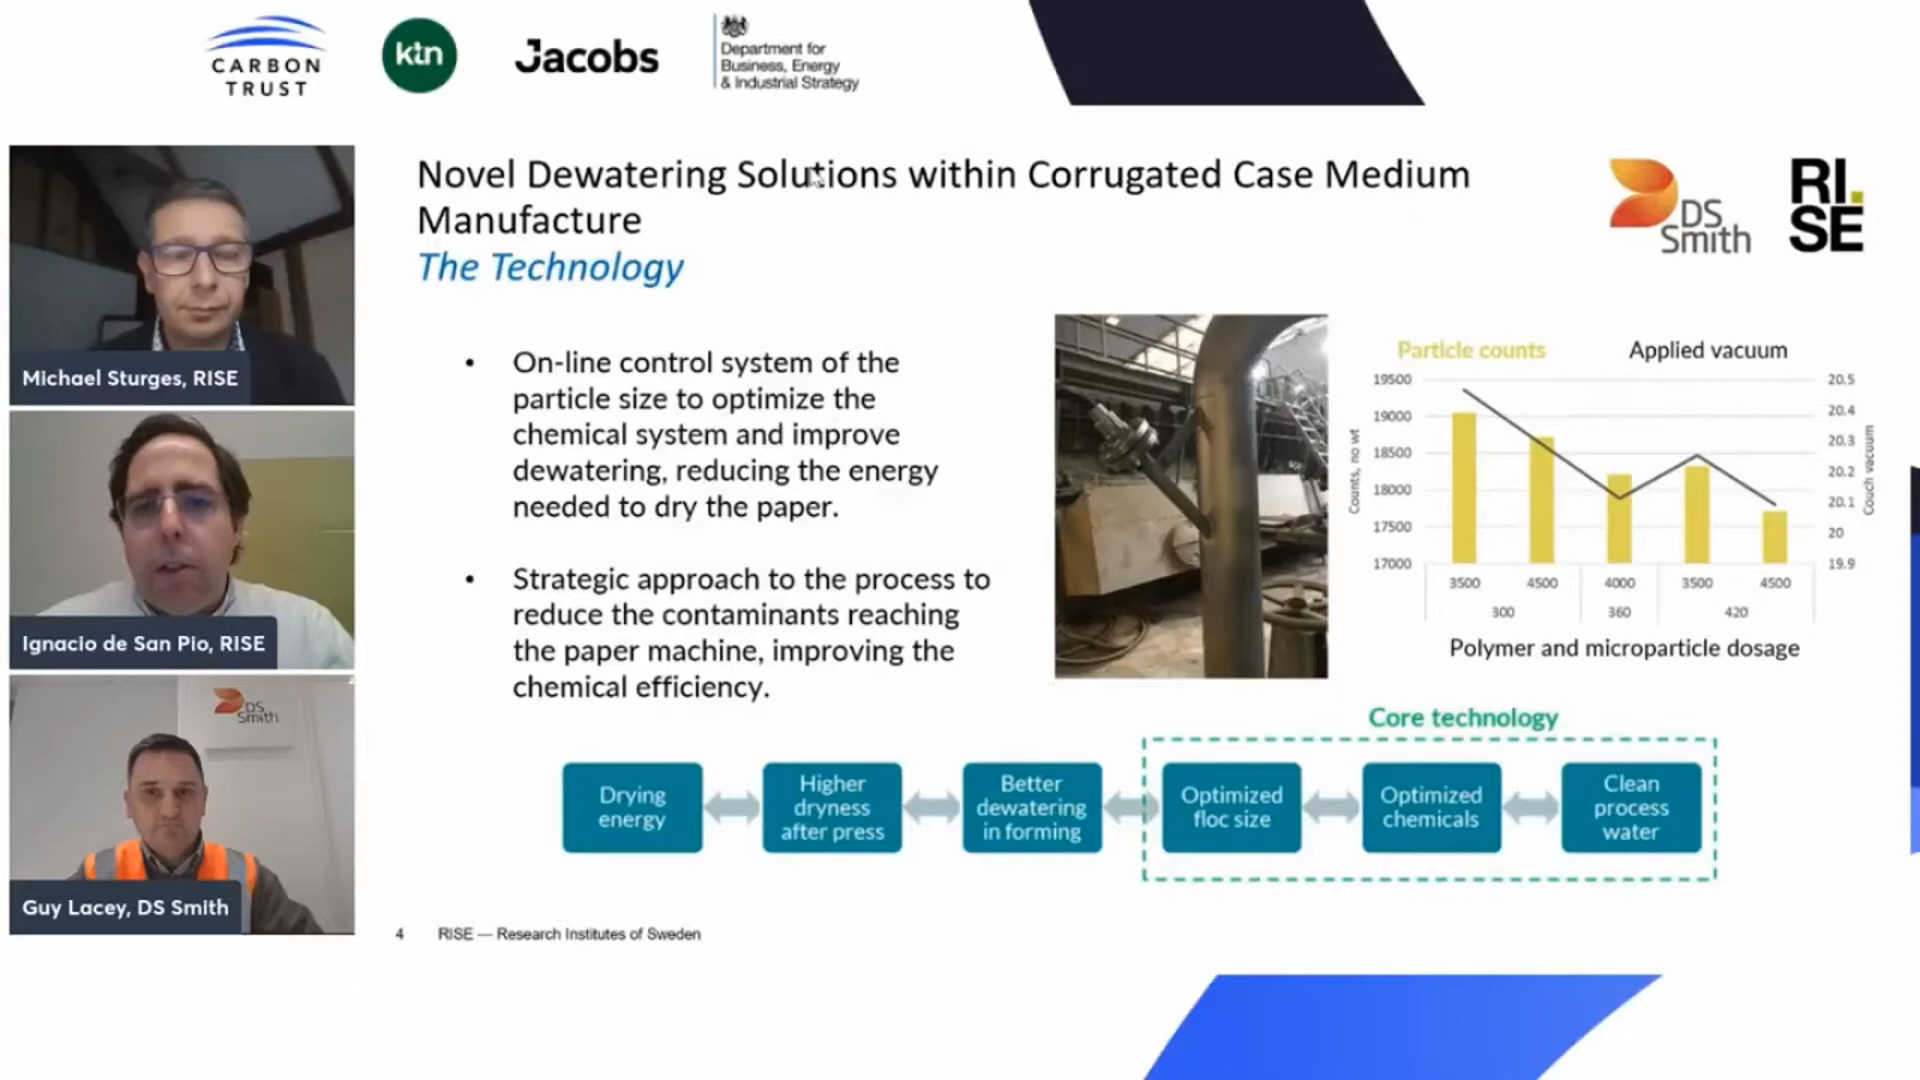 CARBON
TRUST
ktn
Jacobs
Department for
Business, Energy
& Industrial Strategy
Novel Dewatering Solutions within Corrugated Case Medium
Manufacture
The Technology
DS
Smith
RI.
SE
Michael Sturges, RISE
Ignacio de San Pio, RISE
DS
Smith
Guy Lacey, DS Smith
• On-line control system of the
particle size to optimize the
chemical system and improve
dewatering, reducing the energy
needed to dry the paper.
• Strategic approach to the process to
reduce the contaminants reaching
the paper machine, improving the
chemical efficiency.
Particle counts
Applied vacuum
19500
19000
18500
18000
17500
17000
Counts, no wt
20.5
20.4
20.3
20.2
20.1
20
19.9
Couch vacuum
3500 4500 4000 3500 4500
300 360 420
Polymer and microparticle dosage
Core technology
Drying
energy
Higher
dryness
after press
Better
dewatering
in forming
Optimized
floc size
Optimized
chemicals
Clean
process
water
4 RISE — Research Institutes of Sweden